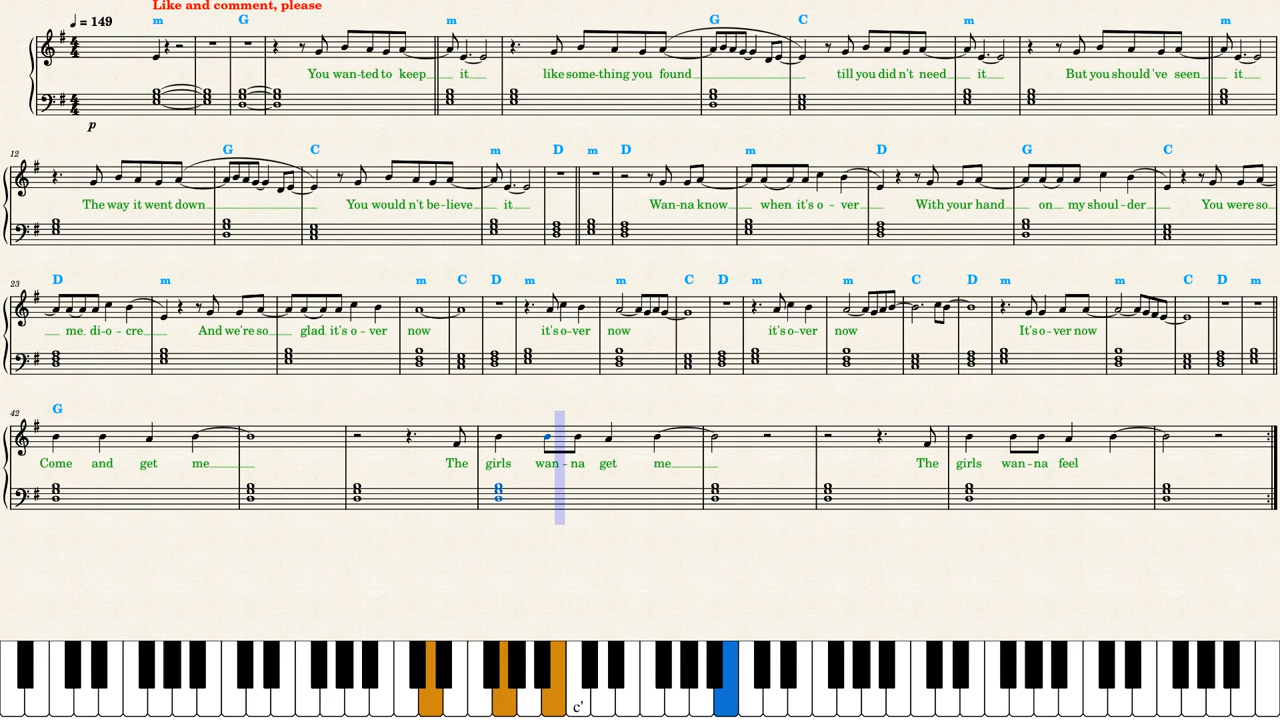 Like and comment, please
♩ = 149
m G m G C m m
You wan-ted to keep it like some-thing you found till you did n't need it But you should 've seen it
p
12
G C m D m D m D G C
The way it went down You would n't be-lieve it Wan-na know when it's o - ver With your hand on my shoul-der You were so
23
D m m C D m m C D m m C D m m C D m
me di-o-cre And we're so glad it's o - ver now it's o-ver now it's o-ver now It's o-ver now
42
G
Come and get me The girls wan-na get me The girls wan-na feel
c'